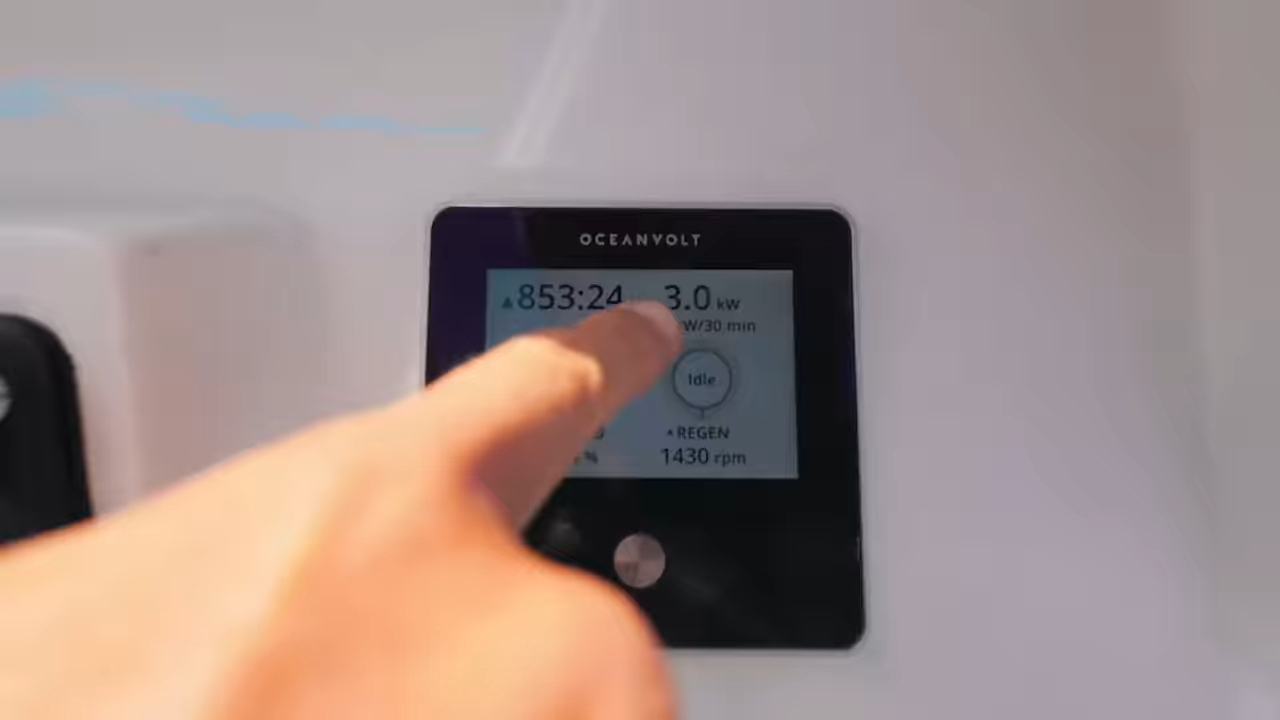 OCEANVOLT
▲853:24 3.0 kW
W/30 min
Idle
▲REGEN
%
1430 rpm